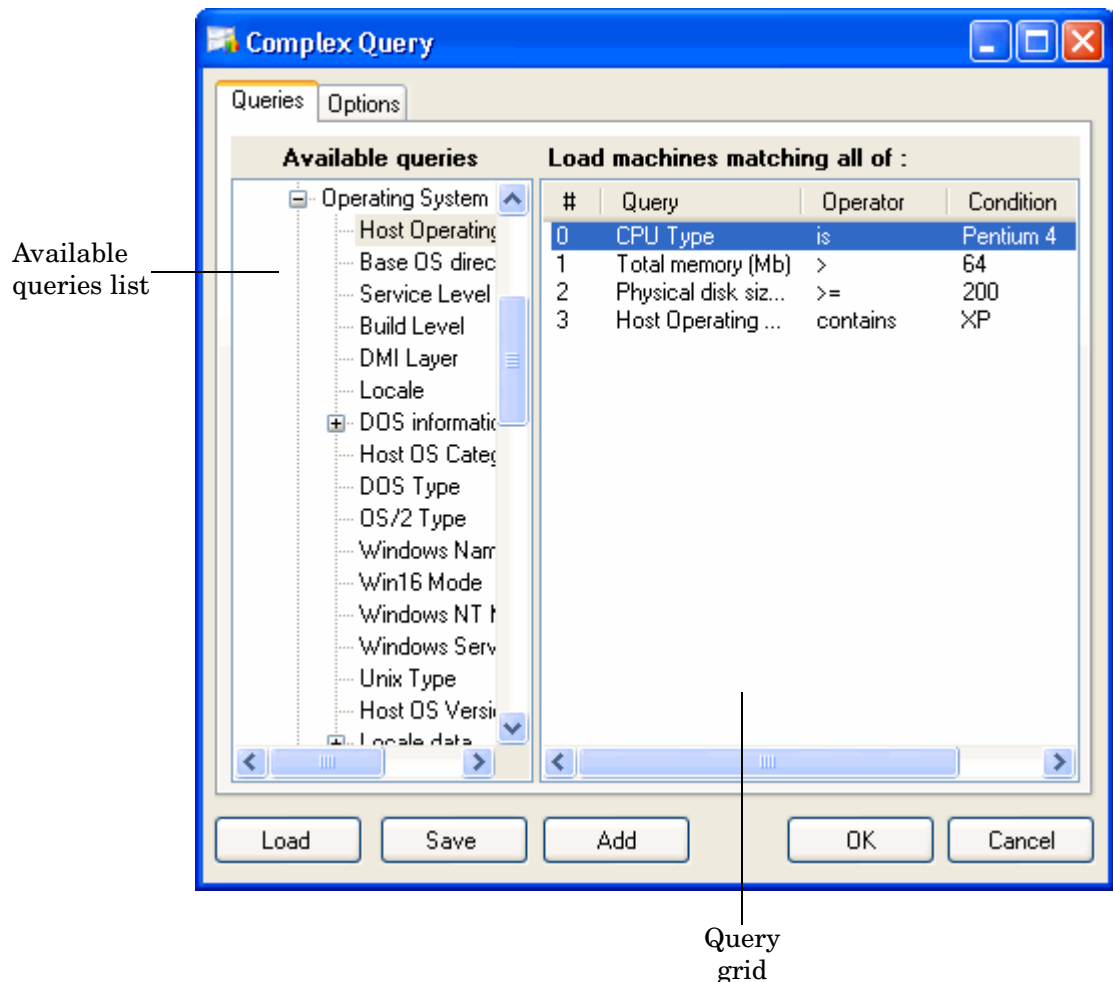 Complex Query
Queries Options
Available queries
Load machines matching all of :
Available
queries list
Operating System
Host Operating
Base OS direc
Service Level
Build Level
DMI Layer
Locale
DOS informatic
Host OS Categ
DOS Type
OS/2 Type
Windows Nam
Win16 Mode
Windows NT
Windows Serv
Unix Type
Host OS Versi
Locale data
# Query Operator Condition
0 CPU Type is Pentium 4
1 Total memory (Mb) > 64
2 Physical disk siz... >= 200
3 Host Operating ... contains XP
Load Save Add OK Cancel
Query
grid